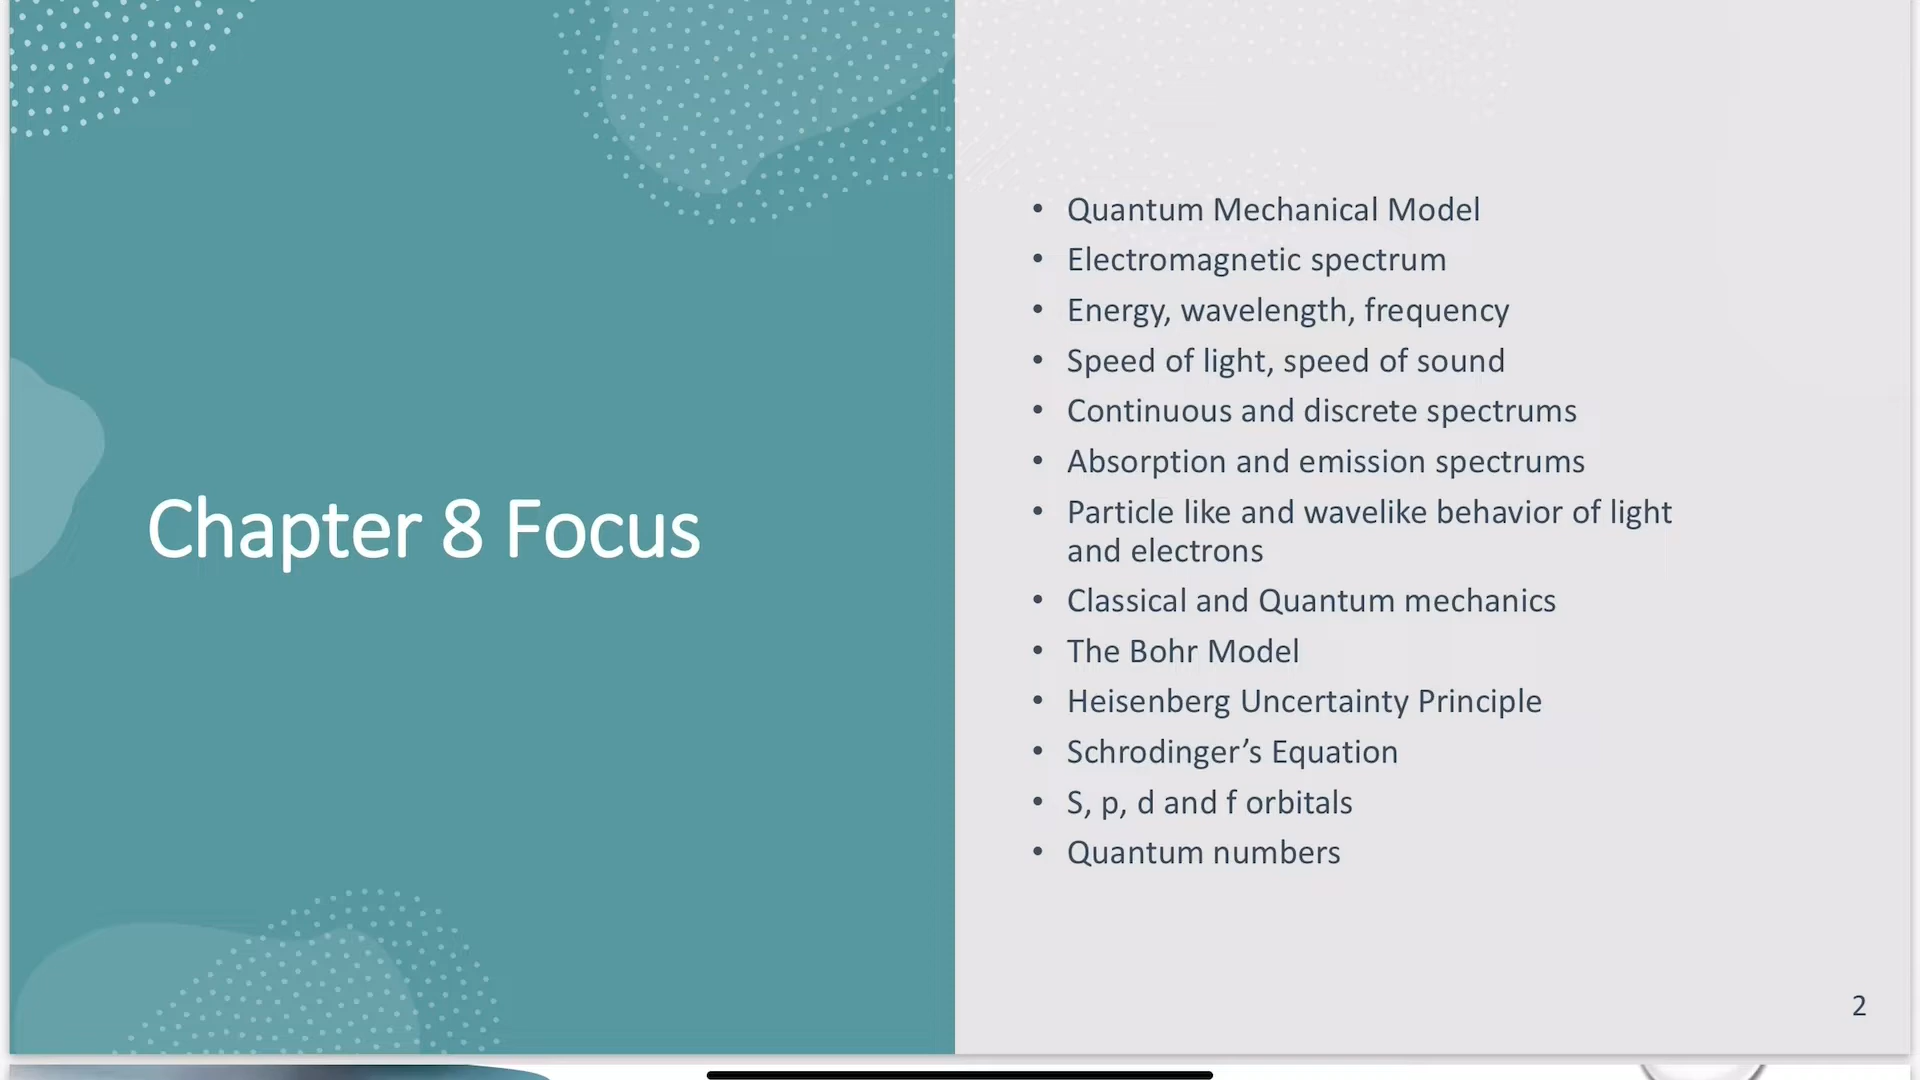 Chapter 8 Focus
• Quantum Mechanical Model
• Electromagnetic spectrum
• Energy, wavelength, frequency
• Speed of light, speed of sound
• Continuous and discrete spectrums
• Absorption and emission spectrums
• Particle like and wavelike behavior of light
and electrons
• Classical and Quantum mechanics
• The Bohr Model
• Heisenberg Uncertainty Principle
• Schrodinger’s Equation
• S, p, d and f orbitals
• Quantum numbers
2